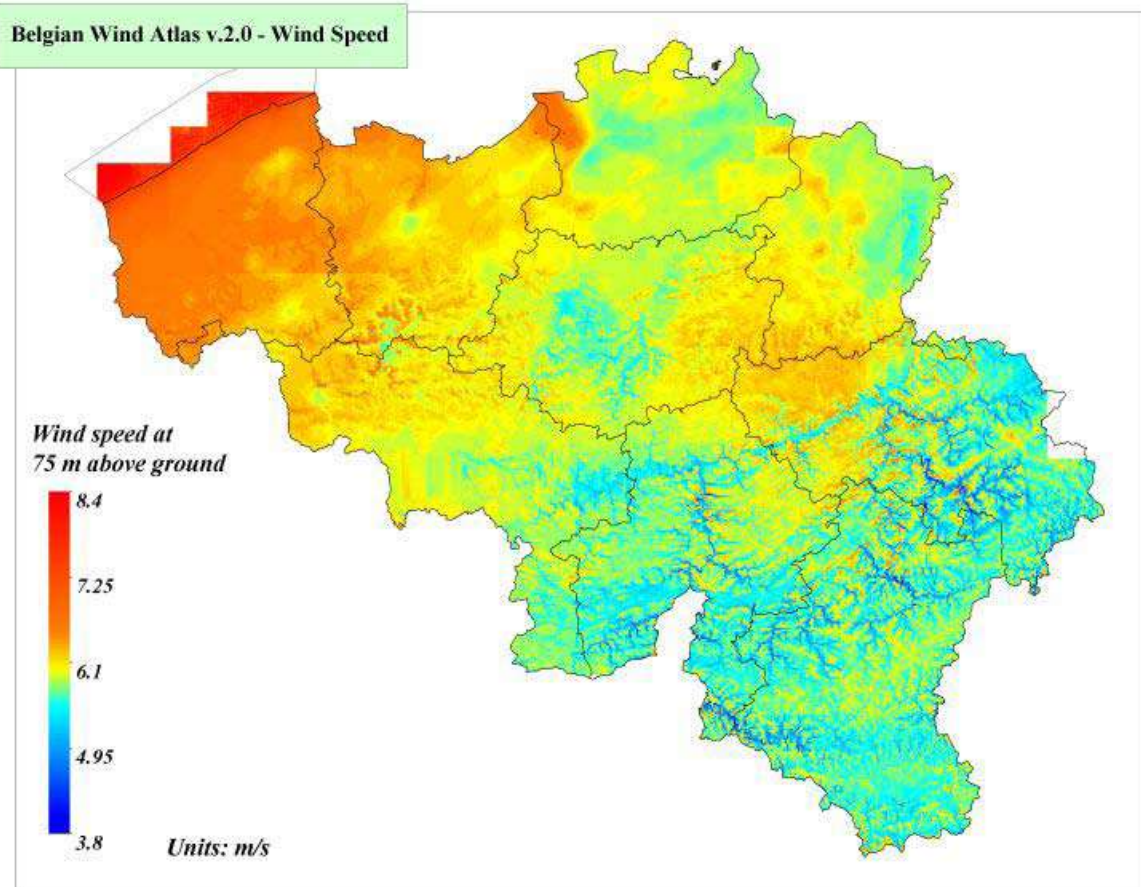 Belgian Wind Atlas v.2.0 - Wind Speed
Wind speed at
75 m above ground
8.4
7.25
6.1
4.95
3.8
Units: m/s